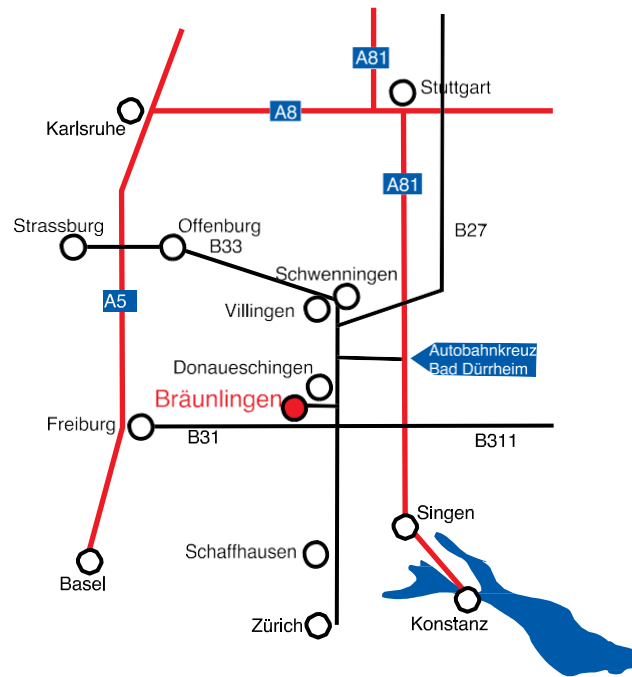 A81
Stuttgart
A8
Karlsruhe
A81
Strassburg
Offenburg
B33
B27
Schwenningen
A5
Villingen
Autobahnkreuz
Bad Dürrheim
Donaueschingen
Bräunlingen
Freiburg
B31
B311
Singen
Schaffhausen
Basel
Zürich
Konstanz